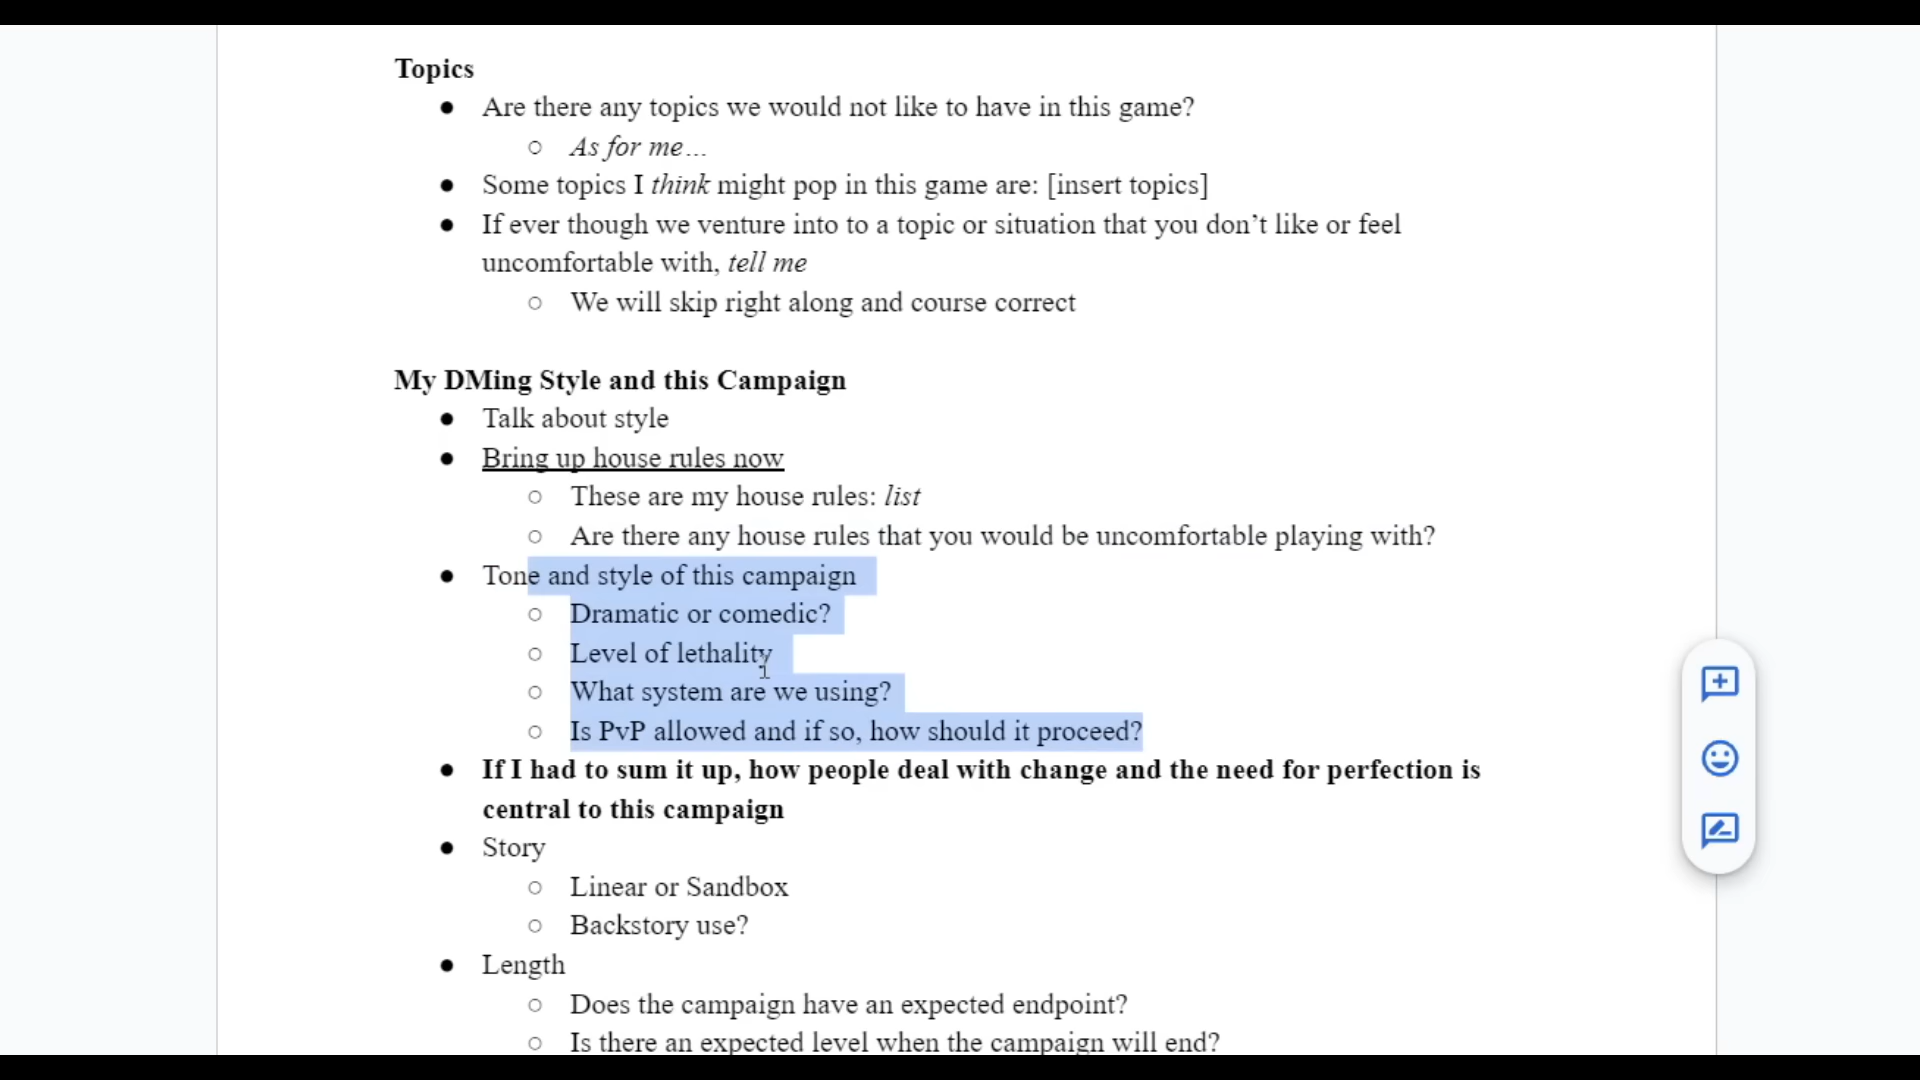 Topics
● Are there any topics we would not like to have in this game?
○ As for me…
● Some topics I think might pop in this game are: [insert topics]
● If ever though we venture into to a topic or situation that you don’t like or feel
uncomfortable with, tell me
○ We will skip right along and course correct
My DMing Style and this Campaign
● Talk about style
● Bring up house rules now
○ These are my house rules: list
○ Are there any house rules that you would be uncomfortable playing with?
● Tone and style of this campaign
○ Dramatic or comedic?
○ Level of lethality
○ What system are we using?
○ Is PvP allowed and if so, how should it proceed?
● If I had to sum it up, how people deal with change and the need for perfection is
central to this campaign
● Story
○ Linear or Sandbox
○ Backstory use?
● Length
○ Does the campaign have an expected endpoint?
○ Is there an expected level when the campaign will end?